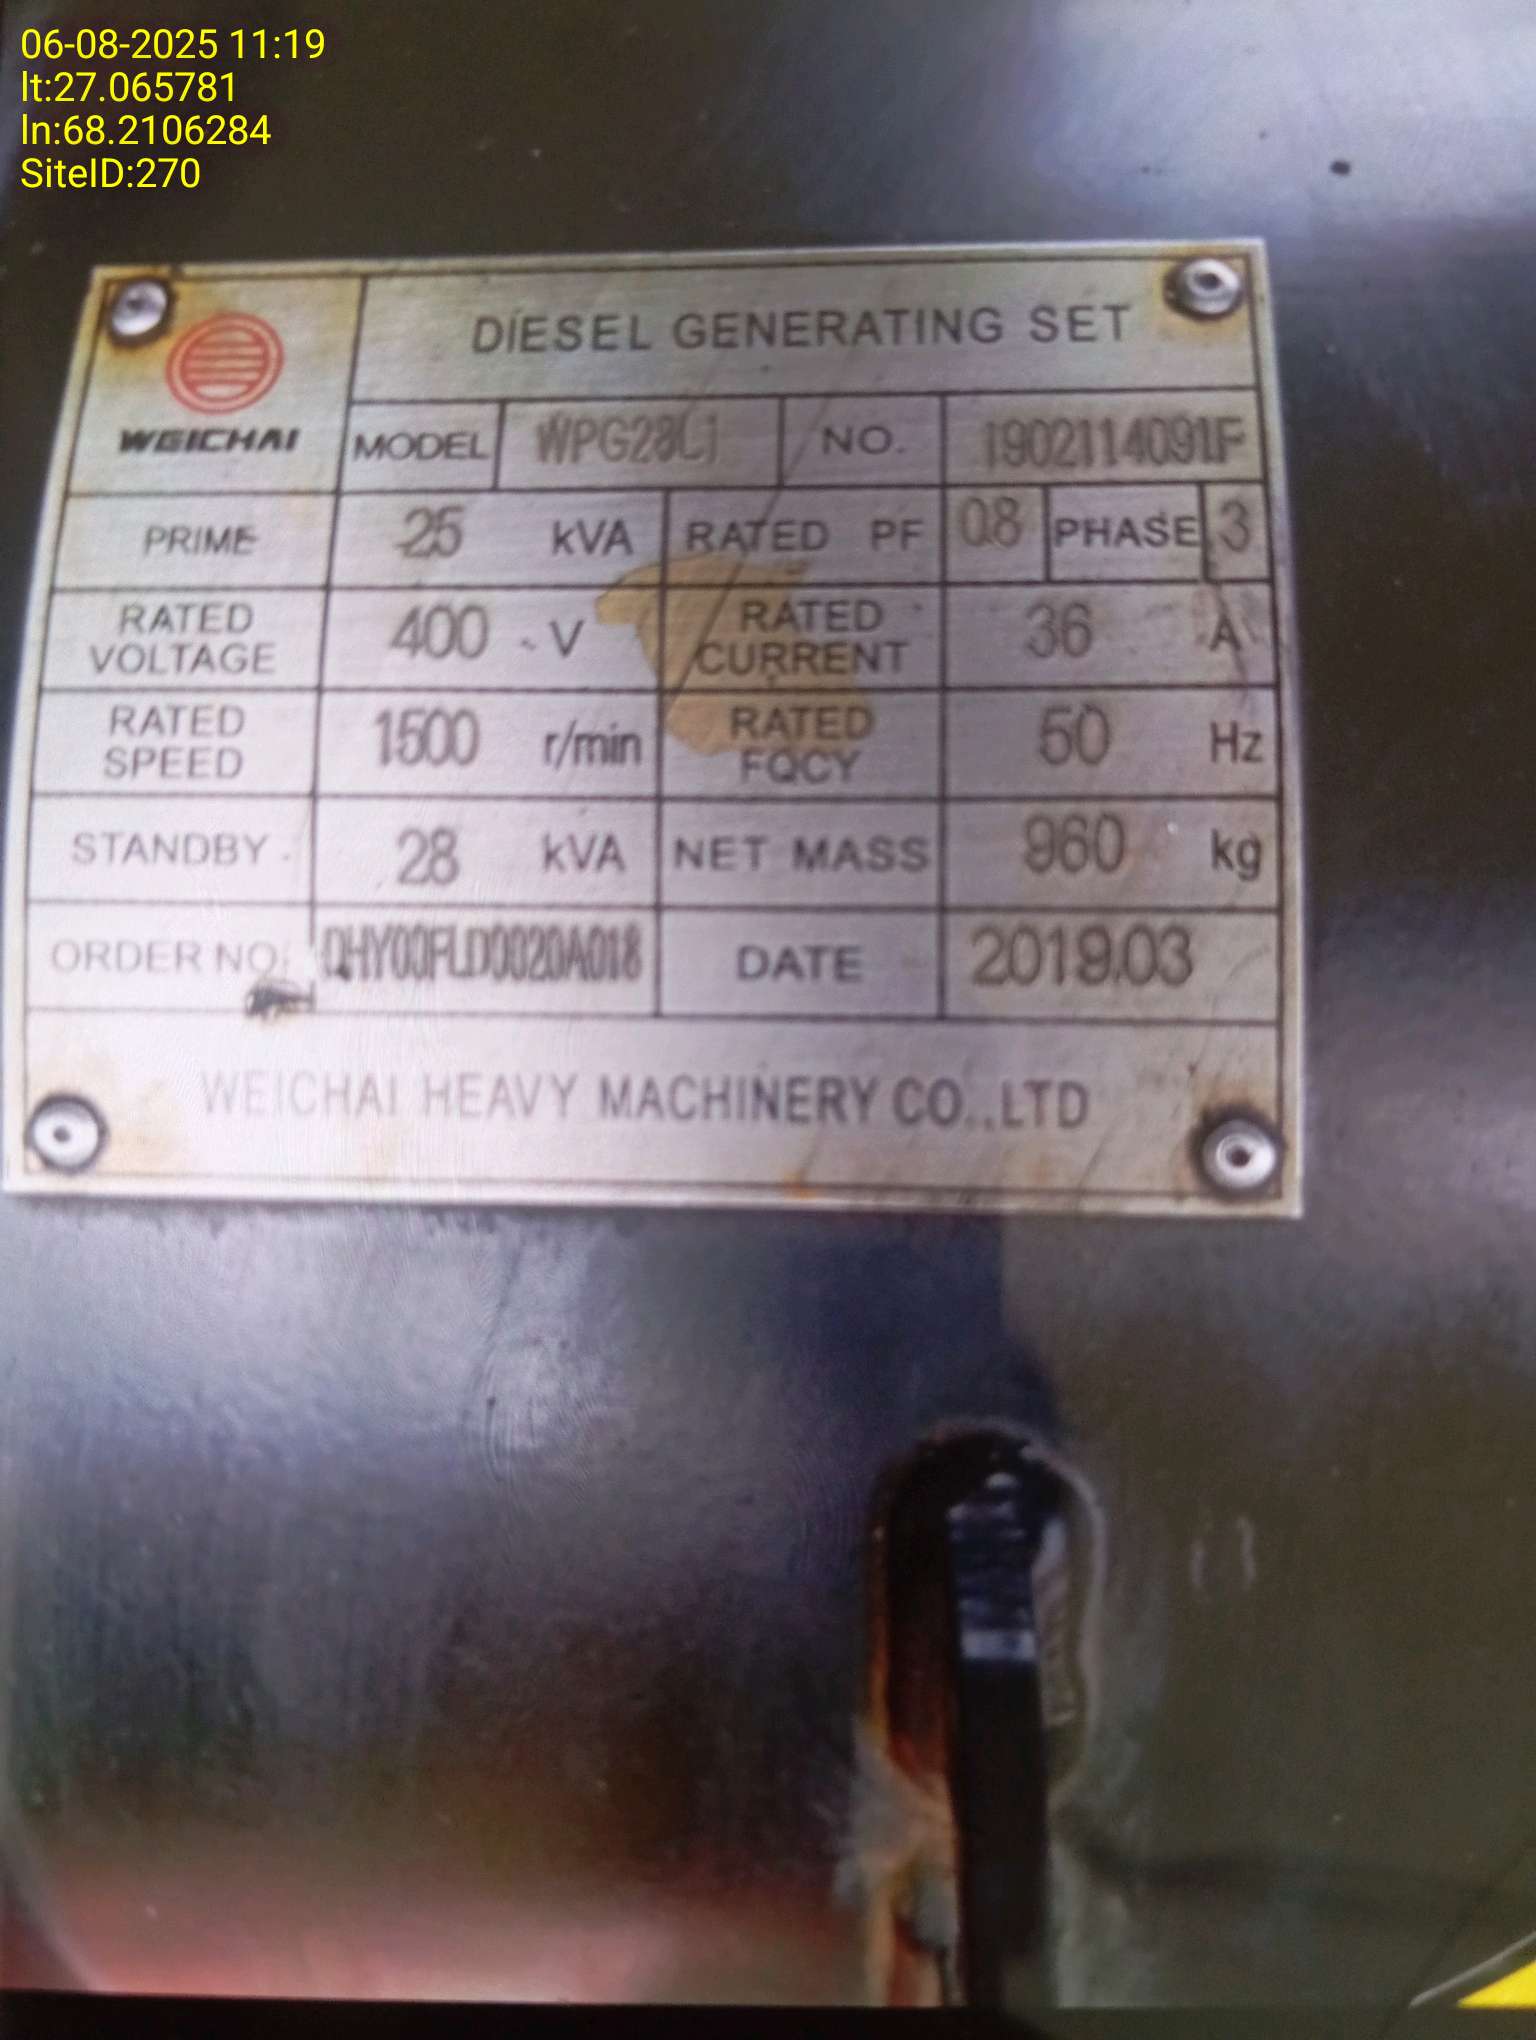 06-08-2025 11:19
lt:27.065781
ln:68.2106284
SiteID:270
DIESEL GENERATING SET
WEICHAI MODEL WPG28L1 NO. 1902114091F
PRIME 25 kVA RATED PF 0.8 PHASE 3
RATED VOLTAGE 400 V RATED CURRENT 36 A
RATED SPEED 1500 r/min RATED FQCY 50 Hz
STANDBY 28 kVA NET MASS 960 kg
ORDER NO. DATE 2019.03
WEICHAI HEAVY MACHINERY CO.,LTD